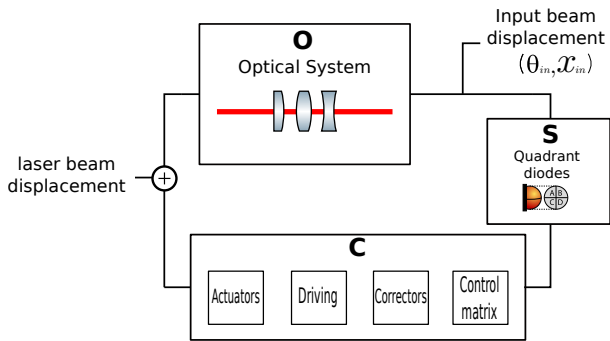 O
Optical System
Input beam
displacement
(θin,xin)
S
Quadrant
diodes
A B
C D
laser beam
displacement
+
C
Actuators
Driving
Correctors
Control
matrix